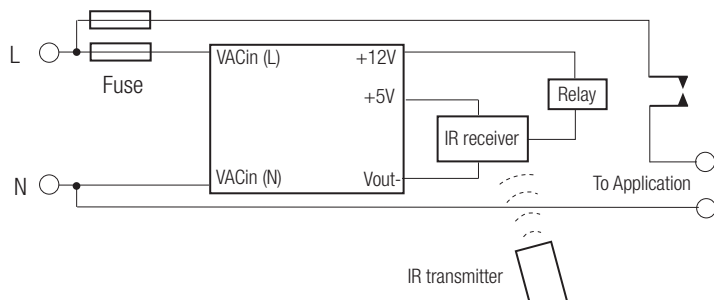 L
Fuse
VACin (L)
+12V
+5V
Relay
IR receiver
N
VACin (N)
Vout-
To Application
IR transmitter